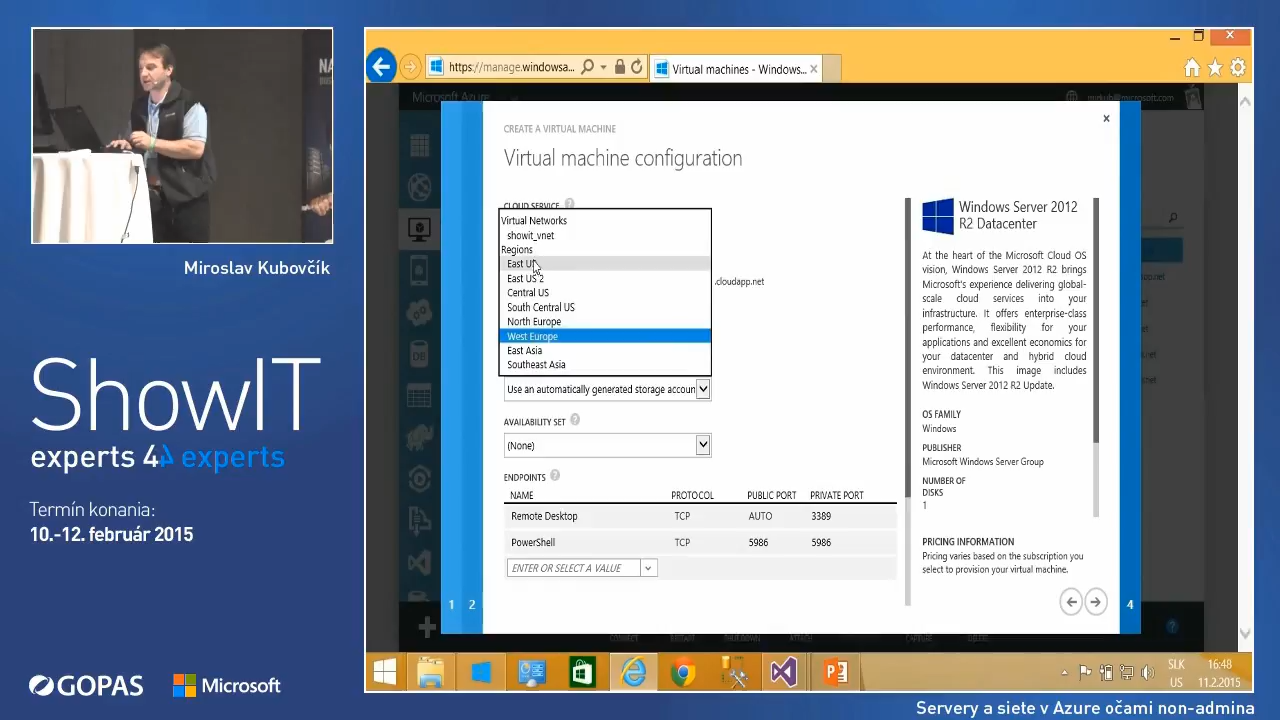 NA
Miroslav Kubovčík
ShowIT
experts 4 experts
Termín konania:
10.-12. február 2015
GOPAS
Microsoft
https://manage.windowsa...
Virtual machines - Windows...
Microsoft Azure
CREATE A VIRTUAL MACHINE
Virtual machine configuration
CLOUD SERVICE
Virtual Networks
showit_vnet
Regions
East US
East US 2
Central US
South Central US
North Europe
West Europe
East Asia
Southeast Asia
.cloudapp.net
Use an automatically generated storage accoun
AVAILABILITY SET
(None)
ENDPOINTS
NAME PROTOCOL PUBLIC PORT PRIVATE PORT
Remote Desktop TCP AUTO 3389
PowerShell TCP 5986 5986
ENTER OR SELECT A VALUE
1 2
Windows Server 2012
R2 Datacenter
At the heart of the Microsoft Cloud OS
vision, Windows Server 2012 R2 brings
Microsoft's experience delivering global-
scale cloud services into your
infrastructure. It offers enterprise-class
performance, flexibility for your
applications and excellent economics for
your datacenter and hybrid cloud
environment. This image includes
Windows Server 2012 R2 Update.
OS FAMILY
Windows
PUBLISHER
Microsoft Windows Server Group
NUMBER OF
DISKS
1
PRICING INFORMATION
Pricing varies based on the subscription you
select to provision your virtual machine.
4
SLK 16:48
US 11.2.2015
Servery a siete v Azure očami non-admina